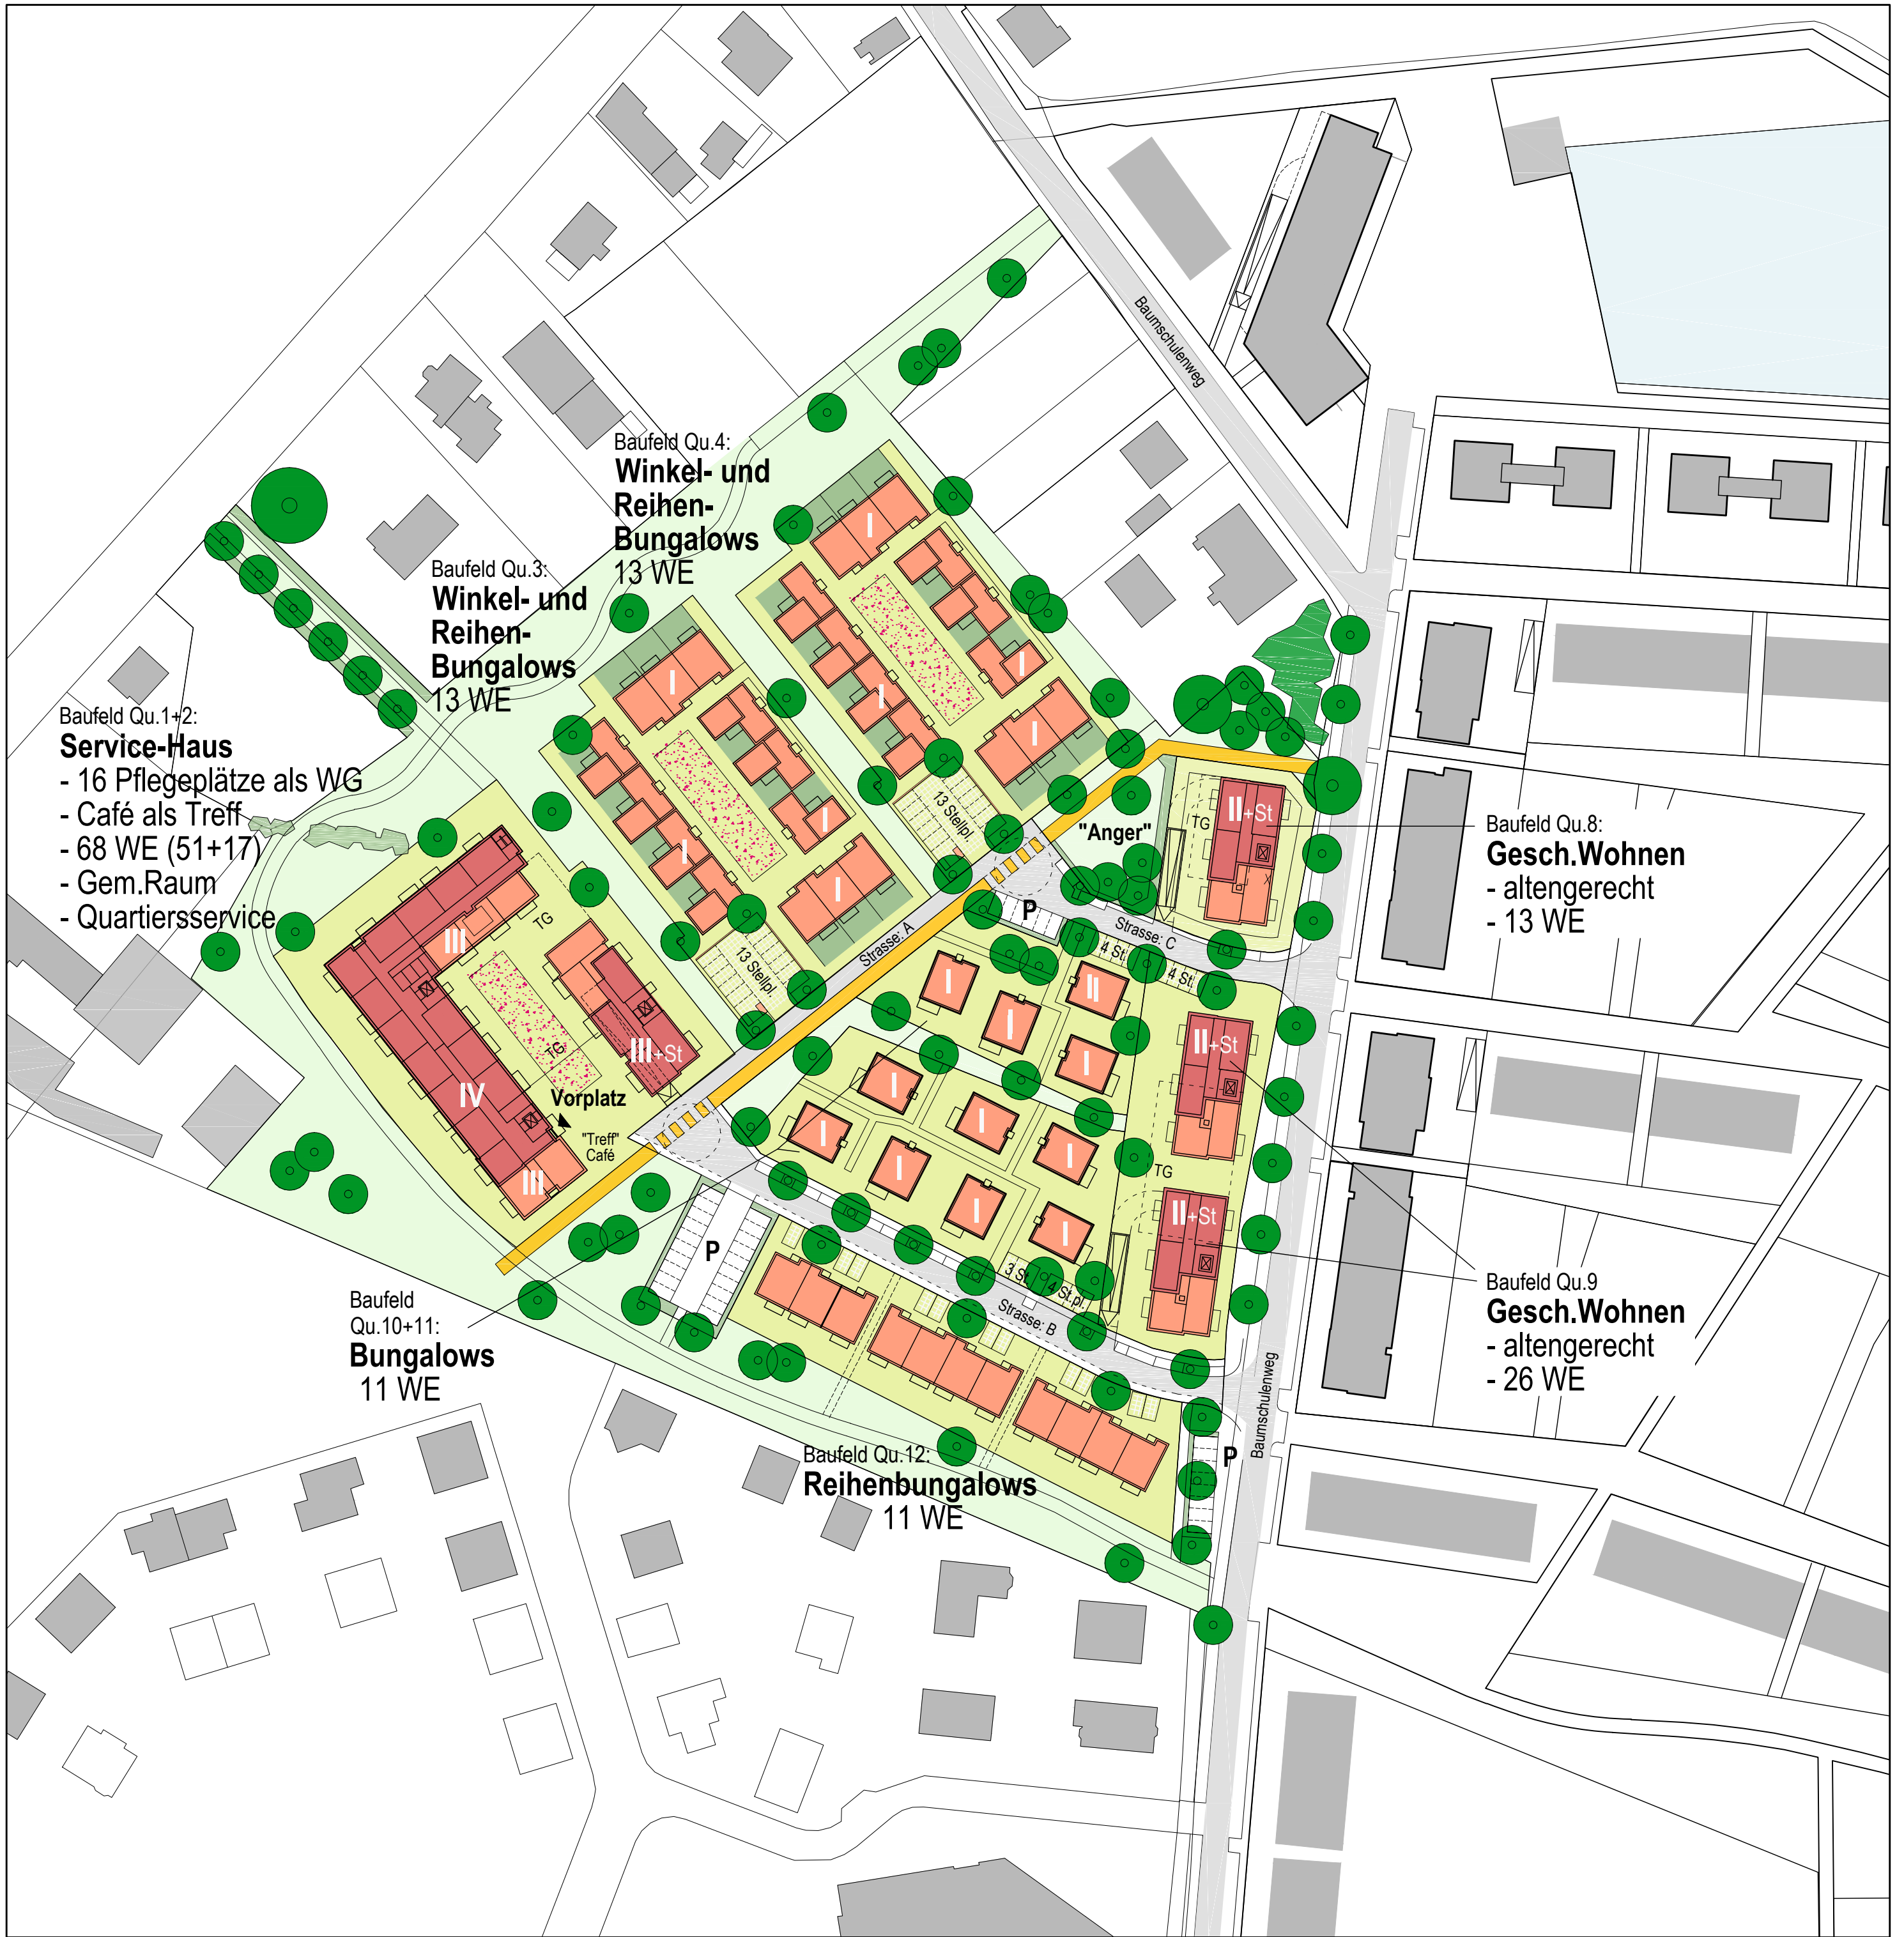 Baumschulenweg
Baufeld Qu.4:
Winkel- und
Reihen-
Bungalows
13 WE
I
I
I
I
Baufeld Qu.3:
Winkel- und
Reihen-
Bungalows
13 WE
I
I
I
I
Baufeld Qu.1+2:
Service-Haus
- 16 Pflegeplätze als WG
- Café als Treff
- 68 WE (51+17)
- Gem.Raum
- Quartiersservice
13 Stellpl.
13 Stellpl.
"Anger"
TG
II+St
X
Baufeld Qu.8:
Gesch.Wohnen
- altengerecht
- 13 WE
P
Strasse: C
Strasse: A
4 St.
4 St.
III
TG
TG
III+St
IV
III
Vorplatz
"Treff"
Café
I
II
I
I
I
I
I
I
I
I
I
II+St
TG
II+St
P
3 St.
4 St.pl.
Strasse: B
Baufeld Qu.9
Gesch.Wohnen
- altengerecht
- 26 WE
Baufeld
Qu.10+11:
Bungalows
11 WE
Baumschulenweg
P
Baufeld Qu.12:
Reihenbungalows
11 WE